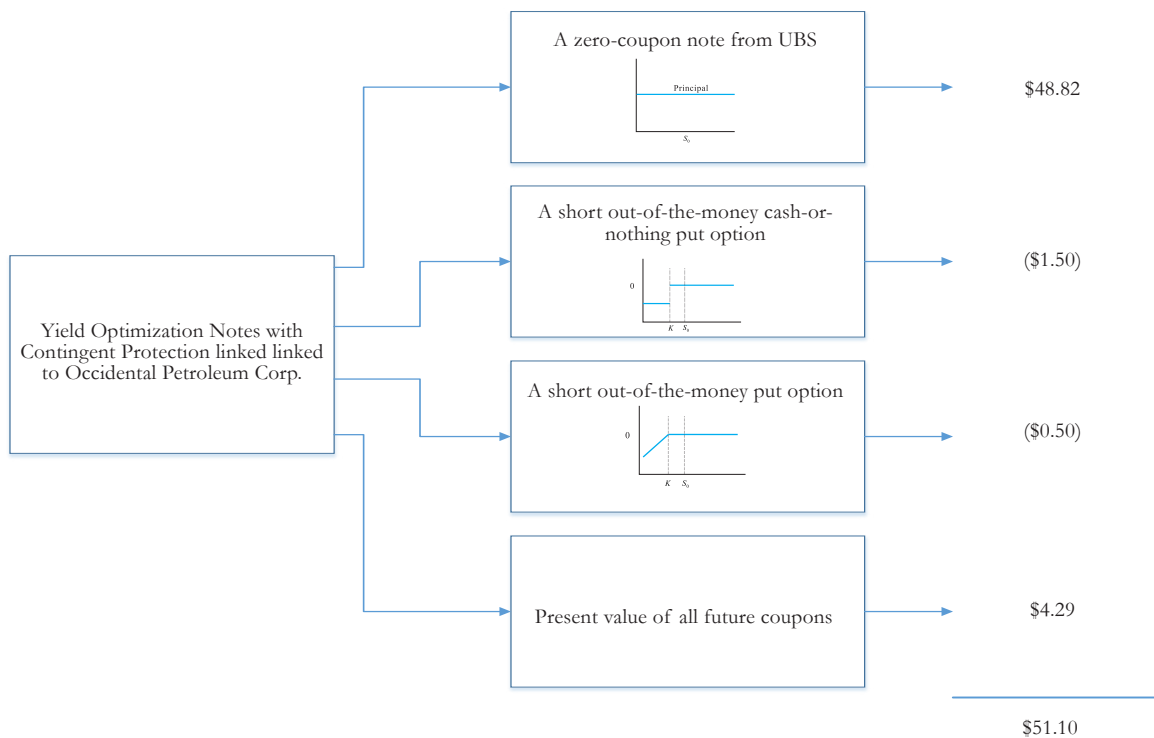 A zero-coupon note from UBS
Principal
S0
$48.82
A short out-of-the-money cash-or-
nothing put option
0
K S0
($1.50)
Yield Optimization Notes with
Contingent Protection linked linked
to Occidental Petroleum Corp.
A short out-of-the-money put option
0
K S0
($0.50)
Present value of all future coupons
$4.29
$51.10